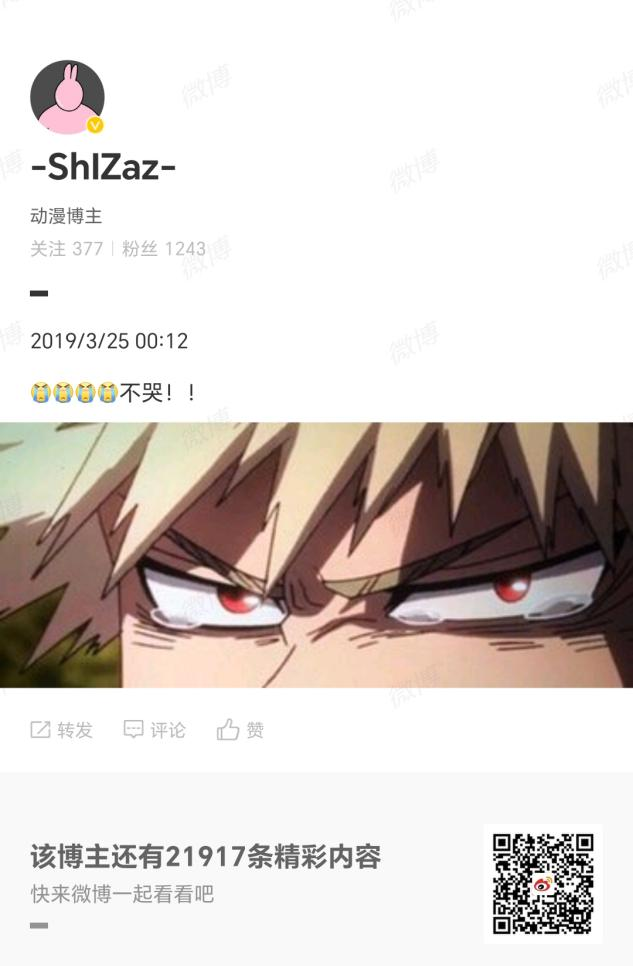 -ShIZaz-
动漫博主
关注 377 | 粉丝 1243
2019/3/25 00:12
😭😭😭😭不哭！！
转发 评论 赞
该博主还有21917条精彩内容
快来微博一起看看吧
微博